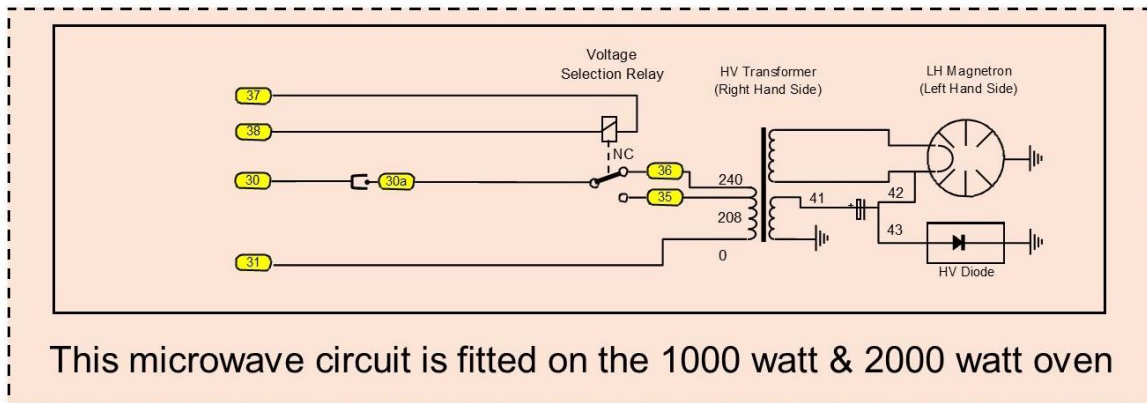 Voltage
Selection Relay
HV Transformer
(Right Hand Side)
LH Magnetron
(Left Hand Side)
37
38
NC
30
30a
36
240
35
41
42
208
43
31
0
HV Diode
This microwave circuit is fitted on the 1000 watt & 2000 watt oven